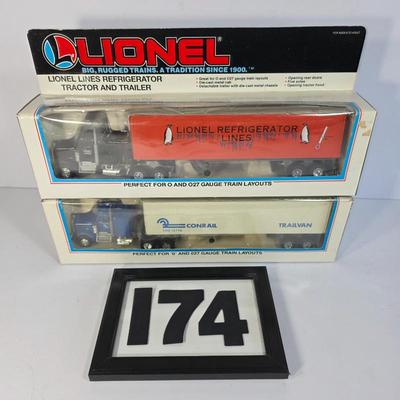 LIONEL
BIG, RUGGED TRAINS. A TRADITION SINCE 1900.
LIONEL LINES REFRIGERATOR
TRACTOR AND TRAILER
• Great for O and O27 gauge train layouts
• Die-cast metal cab
• Detachable trailer with die-cast metal chassis
• Opening rear doors
• Five axles
• Opening tractor hood
LIONEL REFRIGERATOR
LINES
PERFECT FOR O AND O27 GAUGE TRAIN LAYOUTS
CONRAIL
TRAILVAN
PERFECT FOR 'O' AND 027 GAUGE TRAIN LAYOUTS
174